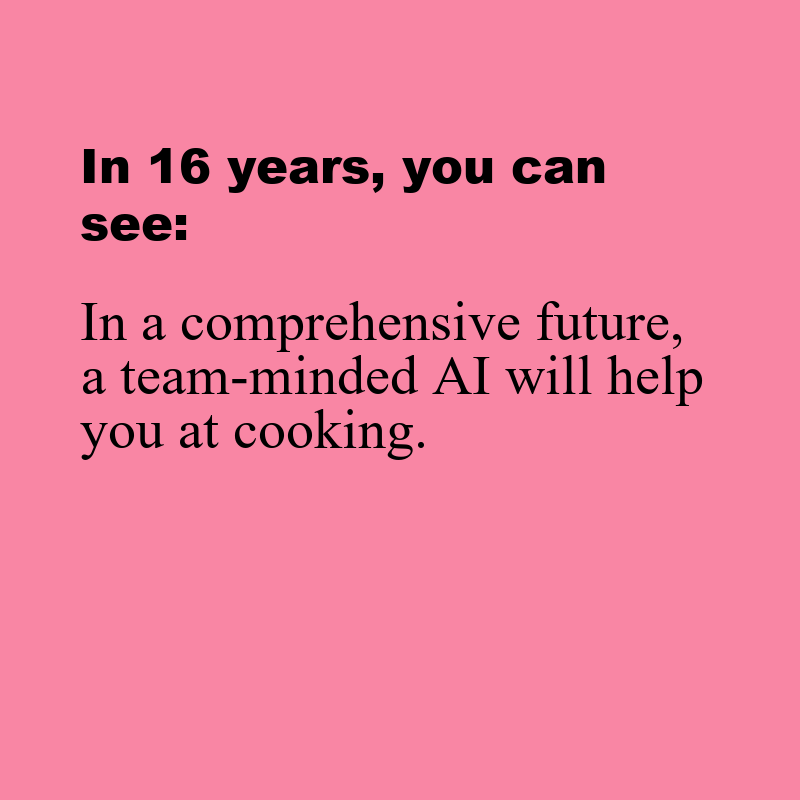 In 16 years, you can
see:
In a comprehensive future,
a team-minded AI will help
you at cooking.